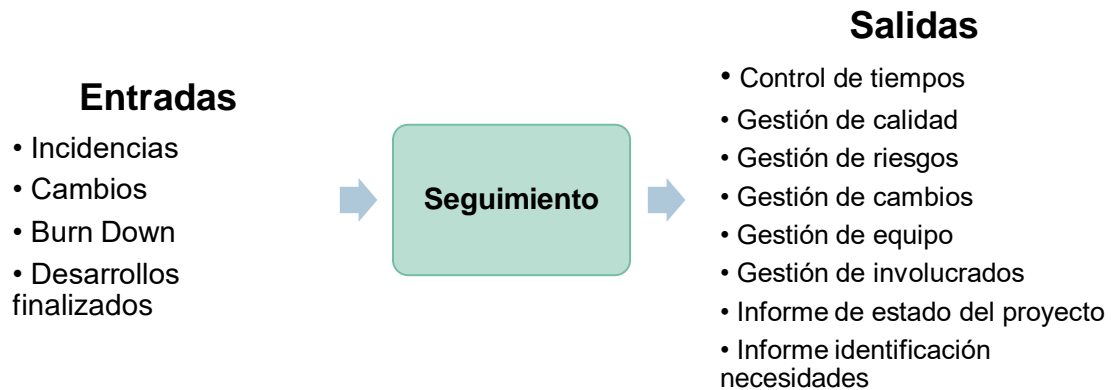 Entradas
• Incidencias
• Cambios
• Burn Down
• Desarrollos
finalizados
Seguimiento
Salidas
• Control de tiempos
• Gestión de calidad
• Gestión de riesgos
• Gestión de cambios
• Gestión de equipo
• Gestión de involucrados
• Informe de estado del proyecto
• Informe identificación
necesidades